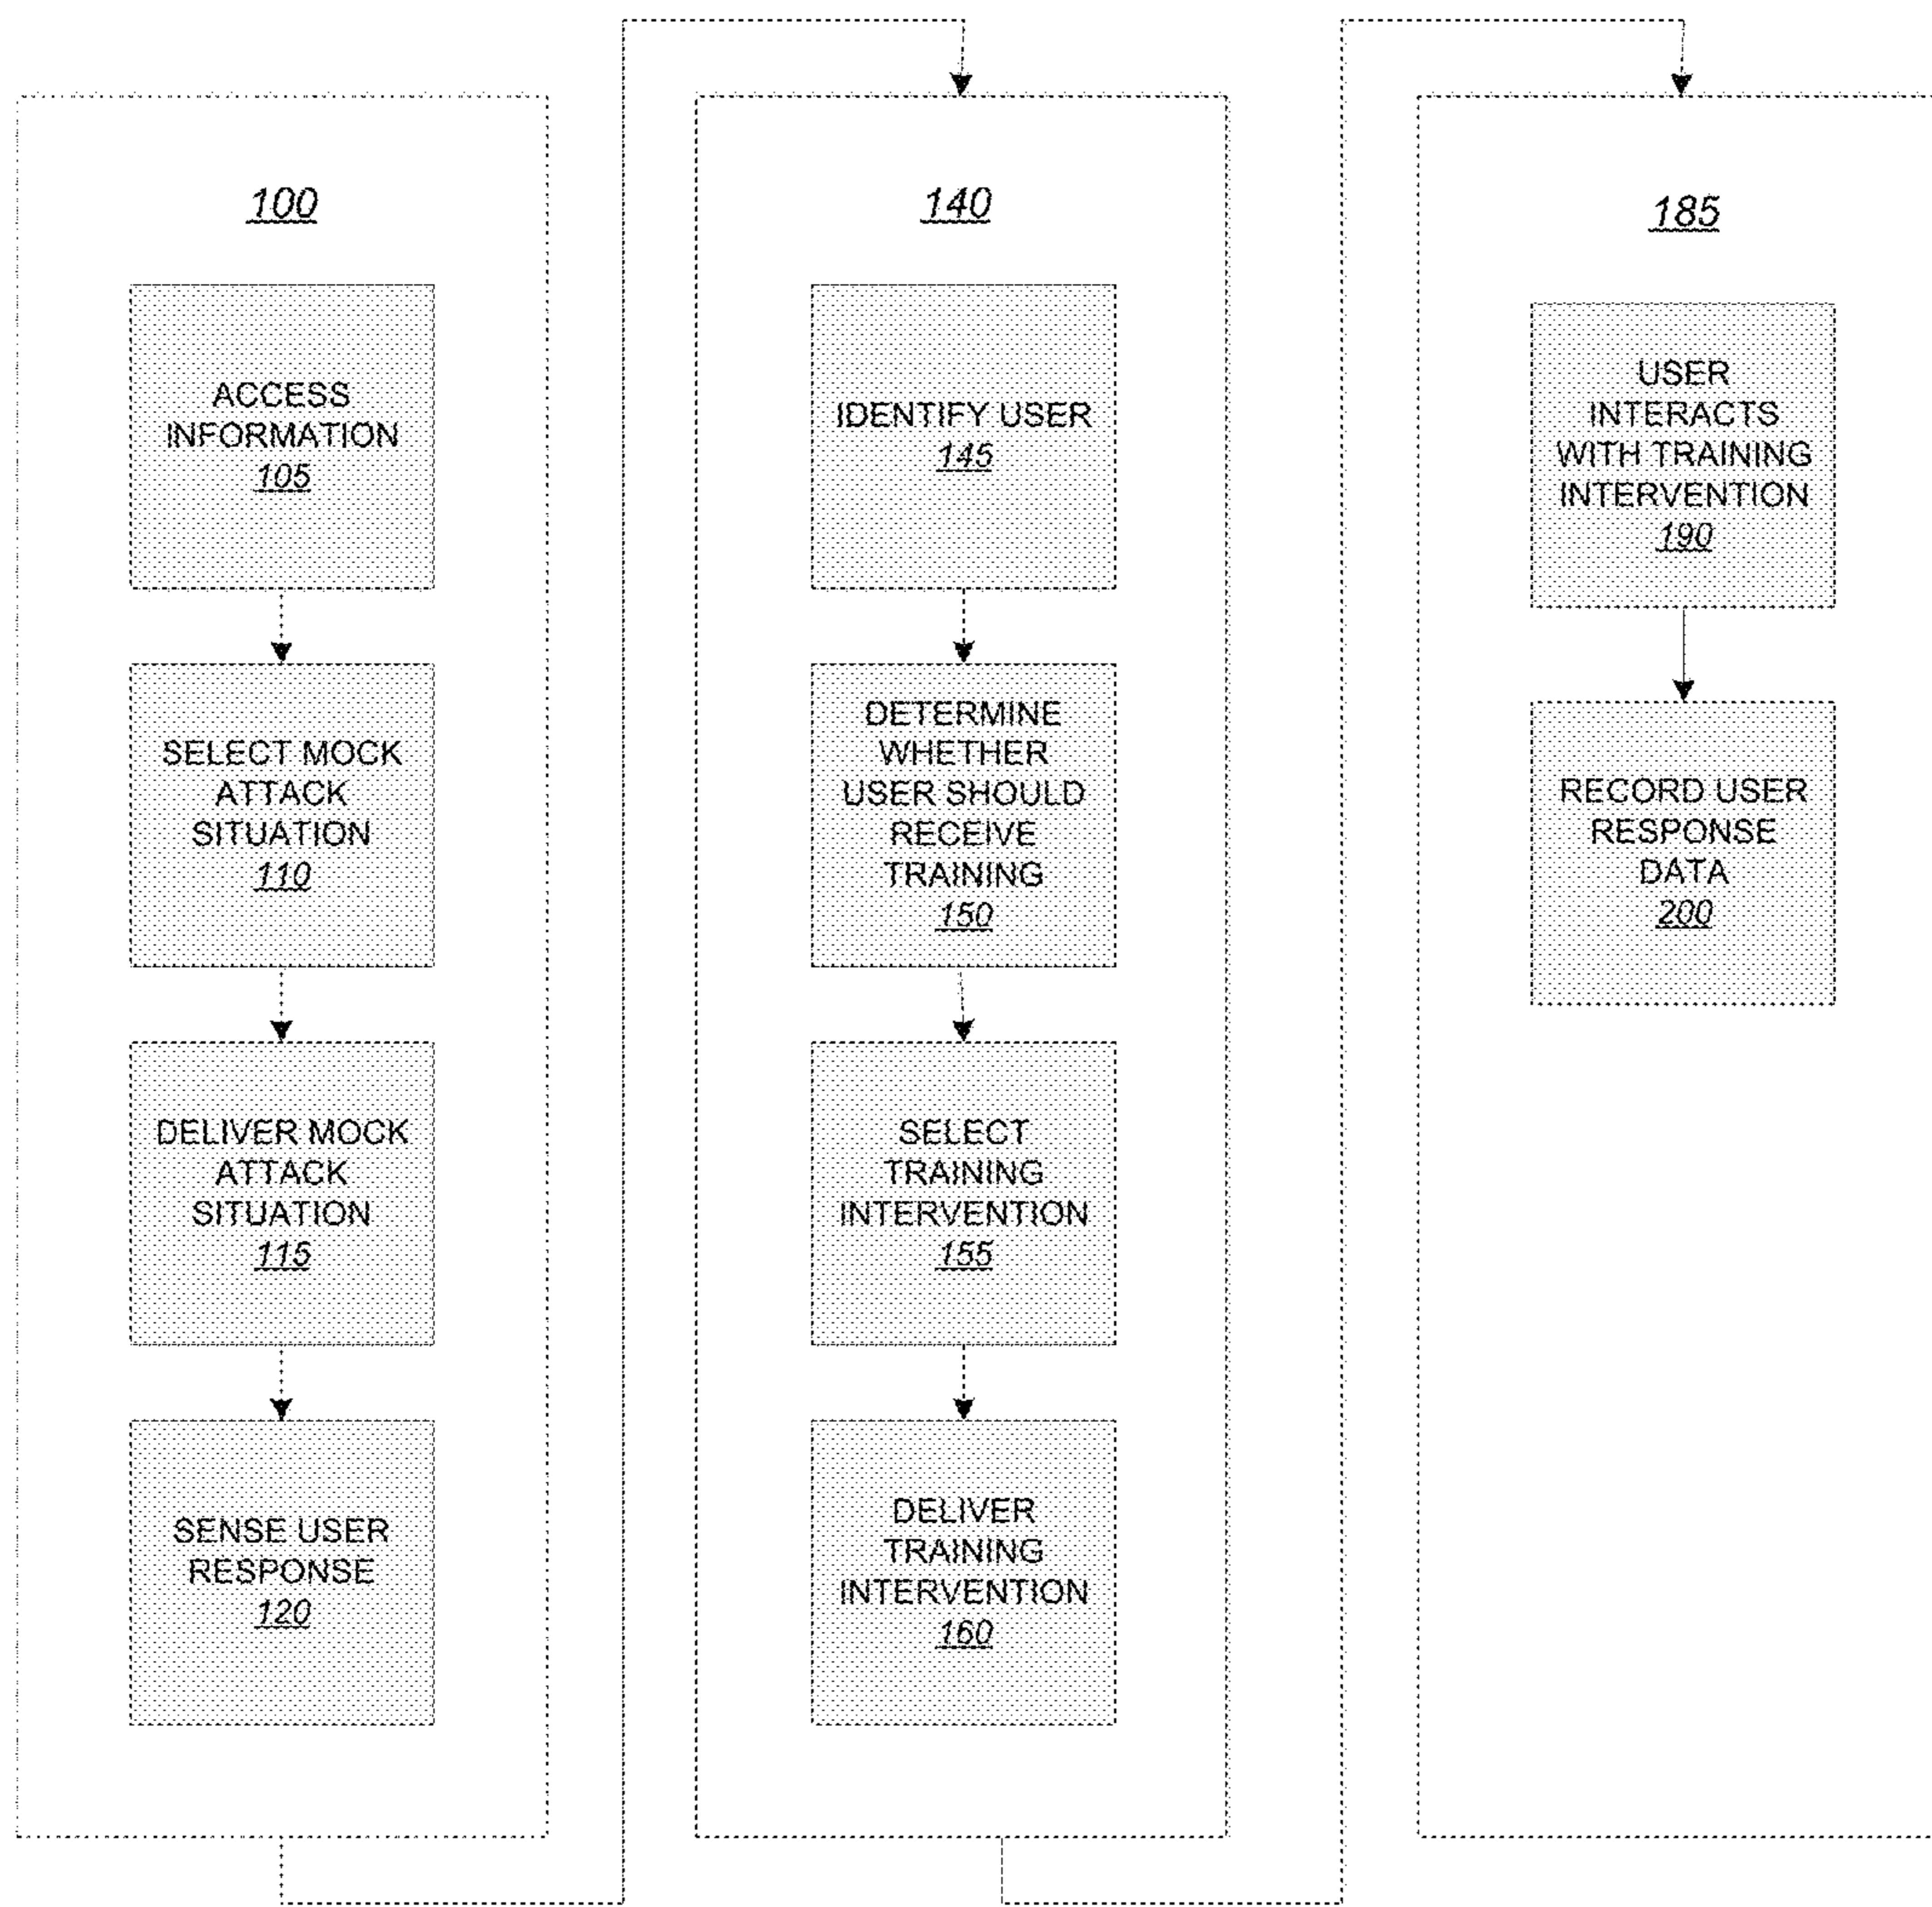 100
ACCESS
INFORMATION
105
SELECT MOCK
ATTACK
SITUATION
110
DELIVER MOCK
ATTACK
SITUATION
115
SENSE USER
RESPONSE
120
140
IDENTIFY USER
145
DETERMINE
WHETHER
USER SHOULD
RECEIVE
TRAINING
150
SELECT
TRAINING
INTERVENTION
155
DELIVER
TRAINING
INTERVENTION
160
185
USER
INTERACTS
WITH TRAINING
INTERVENTION
190
RECORD USER
RESPONSE
DATA
200